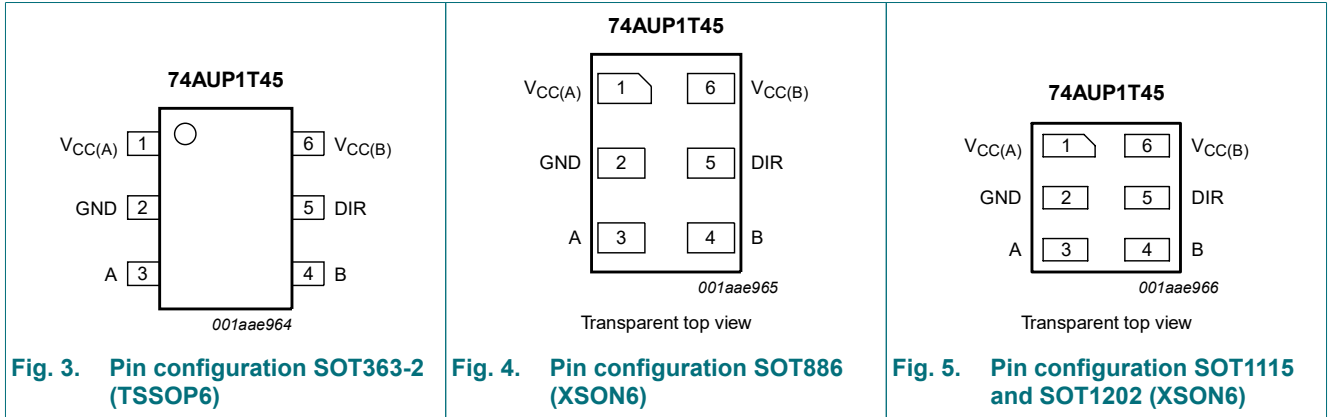 74AUP1T45
VCC(A) 1 6 VCC(B)
GND 2 5 DIR
A 3 4 B
001aae964
Fig. 3. Pin configuration SOT363-2
(TSSOP6)
74AUP1T45
VCC(A) 1 6 VCC(B)
GND 2 5 DIR
A 3 4 B
001aae965
Transparent top view
Fig. 4. Pin configuration SOT886
(XSON6)
74AUP1T45
VCC(A) 1 6 VCC(B)
GND 2 5 DIR
A 3 4 B
001aae966
Transparent top view
Fig. 5. Pin configuration SOT1115
and SOT1202 (XSON6)